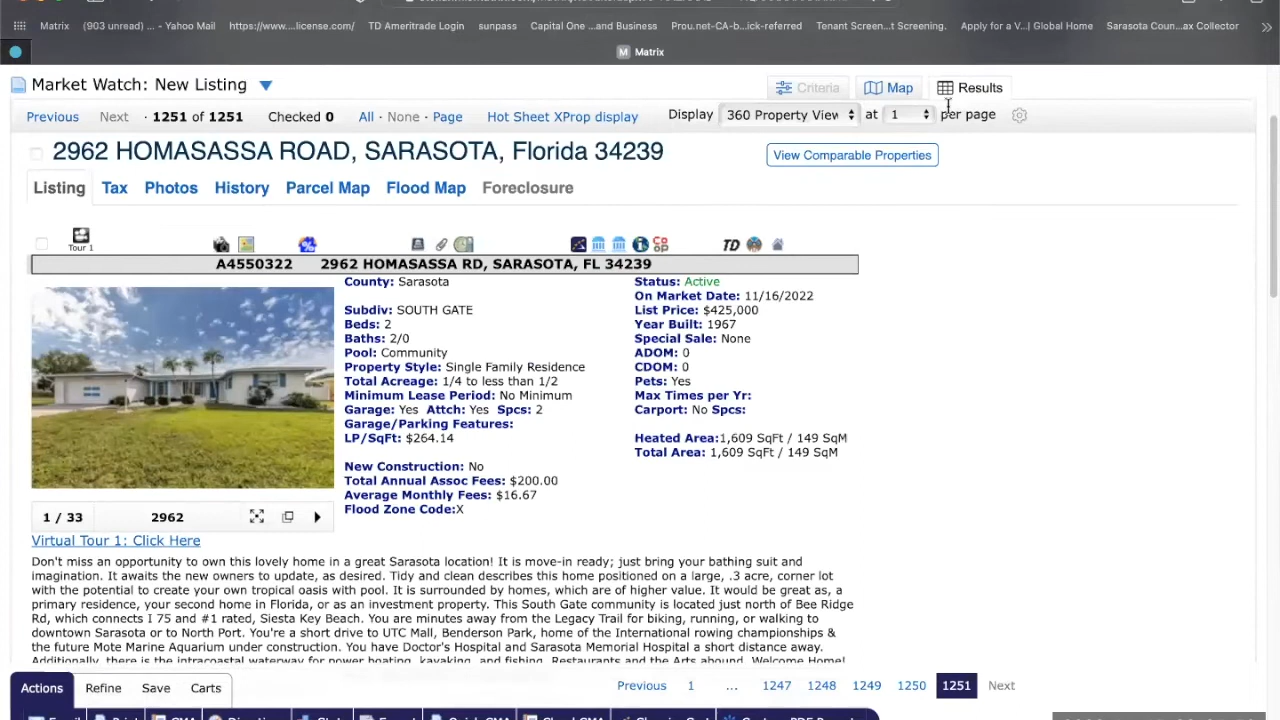 Matrix (903 unread) ... - Yahoo Mail https://www....license.com/ TD Ameritrade Login sunpass Capital One ...and Business Prou.net-CA-b...ick-referred Tenant Screen...t Screening. Apply for a V...| Global Home Sarasota Coun...ax Collector
M Matrix
Market Watch: New Listing Criteria Map Results
Previous Next · 1251 of 1251 Checked 0 All · None · Page Hot Sheet XProp display Display 360 Property View at 1 per page
2962 HOMASASSA ROAD, SARASOTA, Florida 34239 View Comparable Properties
Listing Tax Photos History Parcel Map Flood Map Foreclosure
Tour 1 TD
A4550322 2962 HOMASASSA RD, SARASOTA, FL 34239
County: Sarasota Status: Active
On Market Date: 11/16/2022
Subdiv: SOUTH GATE List Price: $425,000
Beds: 2 Year Built: 1967
Baths: 2/0 Special Sale: None
Pool: Community ADOM: 0
Property Style: Single Family Residence CDOM: 0
Total Acreage: 1/4 to less than 1/2 Pets: Yes
Minimum Lease Period: No Minimum Max Times per Yr:
Garage: Yes Attch: Yes Spcs: 2 Carport: No Spcs:
Garage/Parking Features:
LP/SqFt: $264.14 Heated Area:1,609 SqFt / 149 SqM
Total Area: 1,609 SqFt / 149 SqM
New Construction: No
Total Annual Assoc Fees: $200.00
Average Monthly Fees: $16.67
Flood Zone Code:X
1 / 33 2962
Virtual Tour 1: Click Here
Don't miss an opportunity to own this lovely home in a great Sarasota location! It is move-in ready; just bring your bathing suit and
imagination. It awaits the new owners to update, as desired. Tidy and clean describes this home positioned on a large, .3 acre, corner lot
with the potential to create your own tropical oasis with pool. It is surrounded by homes, which are of higher value. It would be great as, a
primary residence, your second home in Florida, or as an investment property. This South Gate community is located just north of Bee Ridge
Rd, which connects I 75 and #1 rated, Siesta Key Beach. You are minutes away from the Legacy Trail for biking, running, or walking to
downtown Sarasota or to North Port. You're a short drive to UTC Mall, Benderson Park, home of the International rowing championships &
the future Mote Marine Aquarium under construction. You have Doctor's Hospital and Sarasota Memorial Hospital a short distance away.
Additionally, there is the intracoastal waterway for power boating, kayaking, and fishing. Restaurants and the Arts abound. Welcome Home!
Actions Refine Save Carts Previous 1 ... 1247 1248 1249 1250 1251 Next